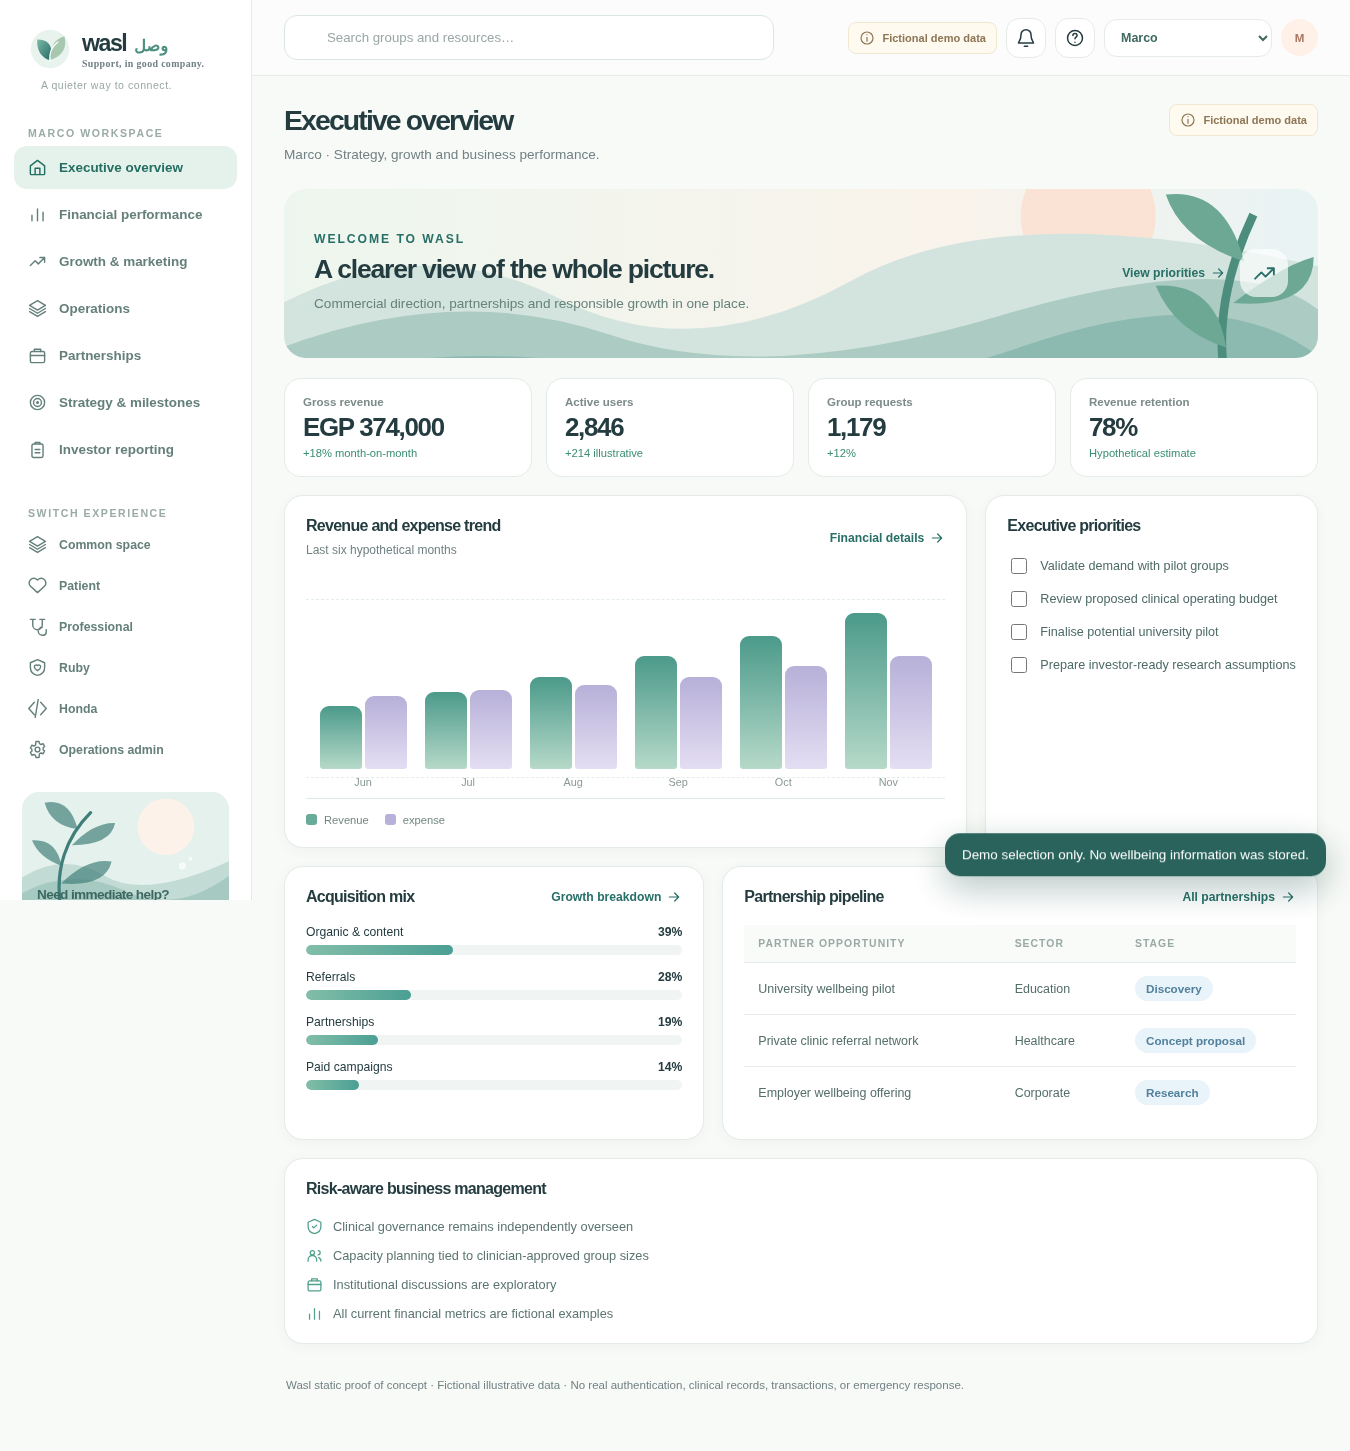 wasl وصل
Support, in good company.
A quieter way to connect.
MARCO WORKSPACE
Executive overview
Financial performance
Growth & marketing
Operations
Partnerships
Strategy & milestones
Investor reporting
SWITCH EXPERIENCE
Common space
Patient
Professional
Ruby
Honda
Operations admin
Need immediate help?
Search groups and resources…
Fictional demo data
Marco
M
Executive overview
Marco · Strategy, growth and business performance.
Fictional demo data
WELCOME TO WASL
A clearer view of the whole picture.
Commercial direction, partnerships and responsible growth in one place.
View priorities
Gross revenue
EGP 374,000
+18% month-on-month
Active users
2,846
+214 illustrative
Group requests
1,179
+12%
Revenue retention
78%
Hypothetical estimate
Revenue and expense trend
Last six hypothetical months
Financial details
Jun Jul Aug Sep Oct Nov
Revenue expense
Executive priorities
Validate demand with pilot groups
Review proposed clinical operating budget
Finalise potential university pilot
Prepare investor-ready research assumptions
Demo selection only. No wellbeing information was stored.
Acquisition mix
Growth breakdown
Organic & content 39%
Referrals 28%
Partnerships 19%
Paid campaigns 14%
Partnership pipeline
All partnerships
PARTNER OPPORTUNITY SECTOR STAGE
University wellbeing pilot Education Discovery
Private clinic referral network Healthcare Concept proposal
Employer wellbeing offering Corporate Research
Risk-aware business management
Clinical governance remains independently overseen
Capacity planning tied to clinician-approved group sizes
Institutional discussions are exploratory
All current financial metrics are fictional examples
Wasl static proof of concept · Fictional illustrative data · No real authentication, clinical records, transactions, or emergency response.